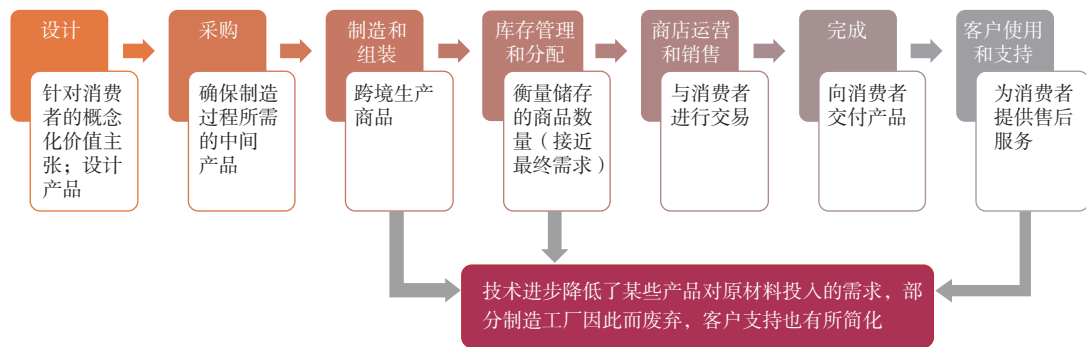 设计
针对消费
者的概念
化价值主
张；设计
产品
采购
确保制造
过程所需
的中间
产品
制造和
组装
跨境生产
商品
库存管理
和分配
衡量储存
的商品数
量（接近
最终需求）
商店运营
和销售
与消费者
进行交易
完成
向消费者
交付产品
客户使用
和支持
为消费者
提供售后
服务
技术进步降低了某些产品对原材料投入的需求，部
分制造工厂因此而废弃，客户支持也有所简化